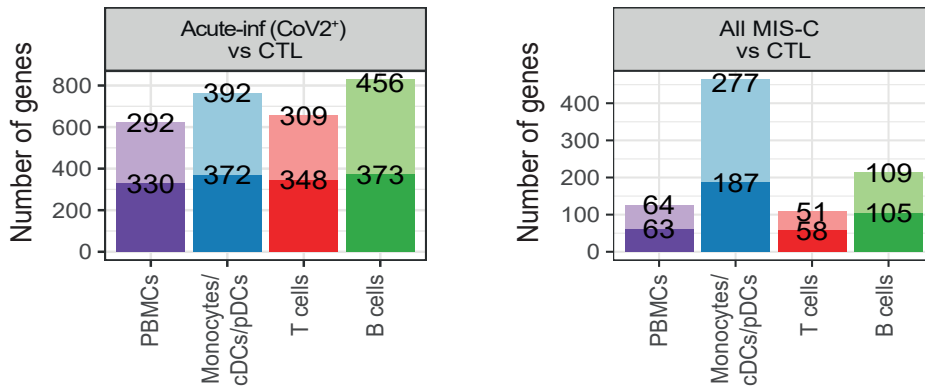 Acute-inf (CoV2⁺)
vs CTL
Number of genes
800
600
400
200
0
292
330
392
372
309
348
456
373
PBMCs
Monocytes/
cDCs/pDCs
T cells
B cells
All MIS-C
vs CTL
Number of genes
400
300
200
100
0
64
63
277
187
51
58
109
105
PBMCs
Monocytes/
cDCs/pDCs
T cells
B cells